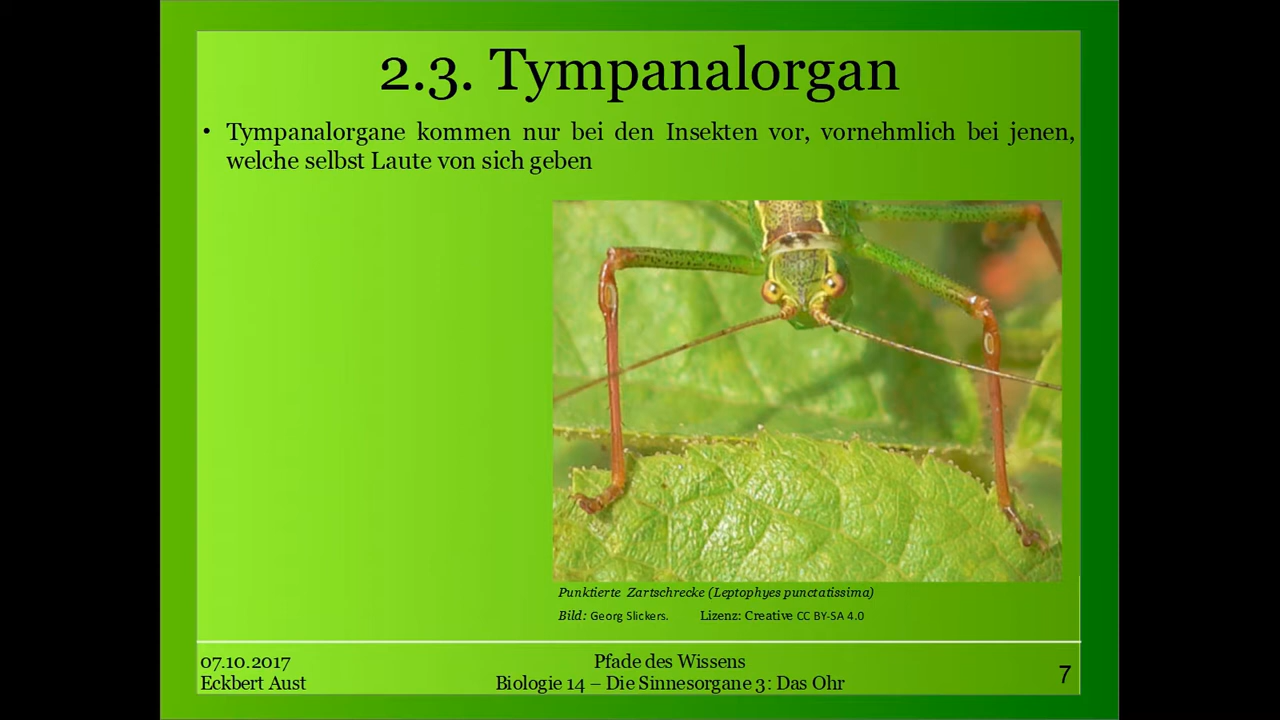 2.3. Tympanalorgan
• Tympanalorgane kommen nur bei den Insekten vor, vornehmlich bei jenen,
welche selbst Laute von sich geben
Punktierte Zartschrecke (Leptophyes punctatissima)
Bild: Georg Slickers. Lizenz: Creative CC BY-SA 4.0
07.10.2017
Eckbert Aust
Pfade des Wissens
Biologie 14 – Die Sinnesorgane 3: Das Ohr
7